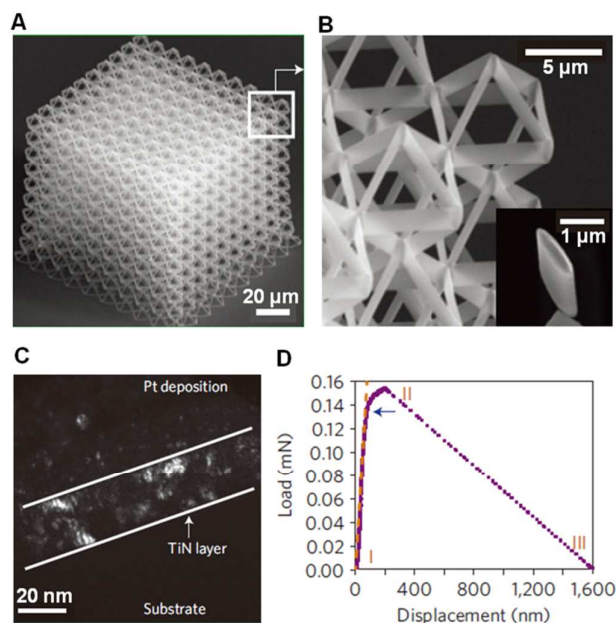 A
B
5 µm
1 µm
20 µm
C
D
Pt deposition
TiN layer
20 nm
Substrate
0.16
0.14
0.12
0.10
0.08
0.06
0.04
0.02
0.00
Load (mN)
I
II
III
0 400 800 1,200 1,600
Displacement (nm)